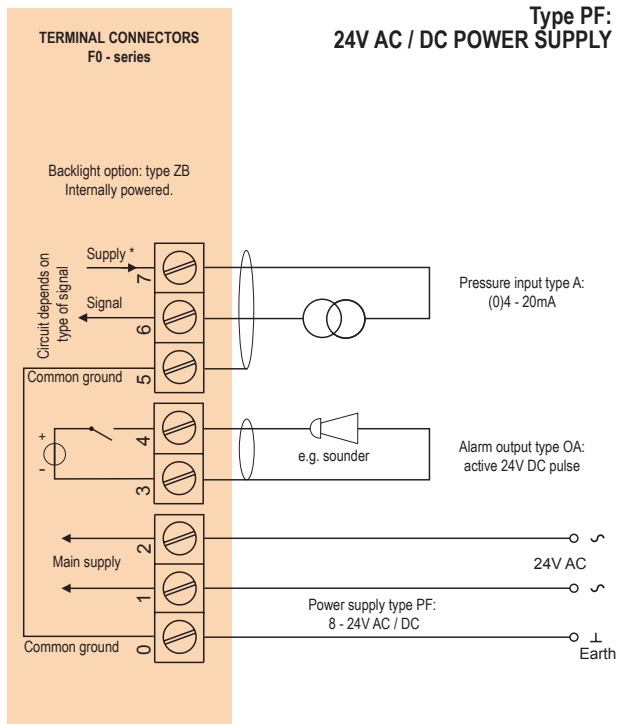 Type PF:
24V AC / DC POWER SUPPLY
TERMINAL CONNECTORS
F0 - series
Backlight option: type ZB
Internally powered.
Circuit depends on
type of signal
Supply *
7
Signal
6
Common ground
5
Pressure input type A:
(0)4 - 20mA
+
-
4
3
e.g. sounder
Alarm output type OA:
active 24V DC pulse
2
Main supply
1
24V AC
Power supply type PF:
8 - 24V AC / DC
Common ground
0
Earth